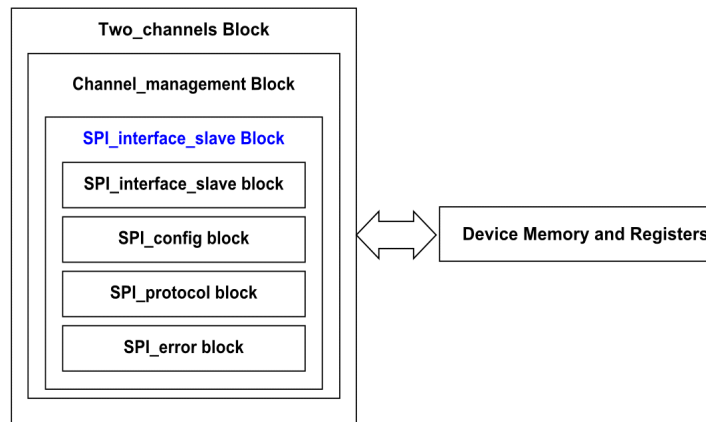 Two_channels Block
Channel_management Block
SPI_interface_slave Block
SPI_interface_slave block
SPI_config block
SPI_protocol block
SPI_error block
Device Memory and Registers